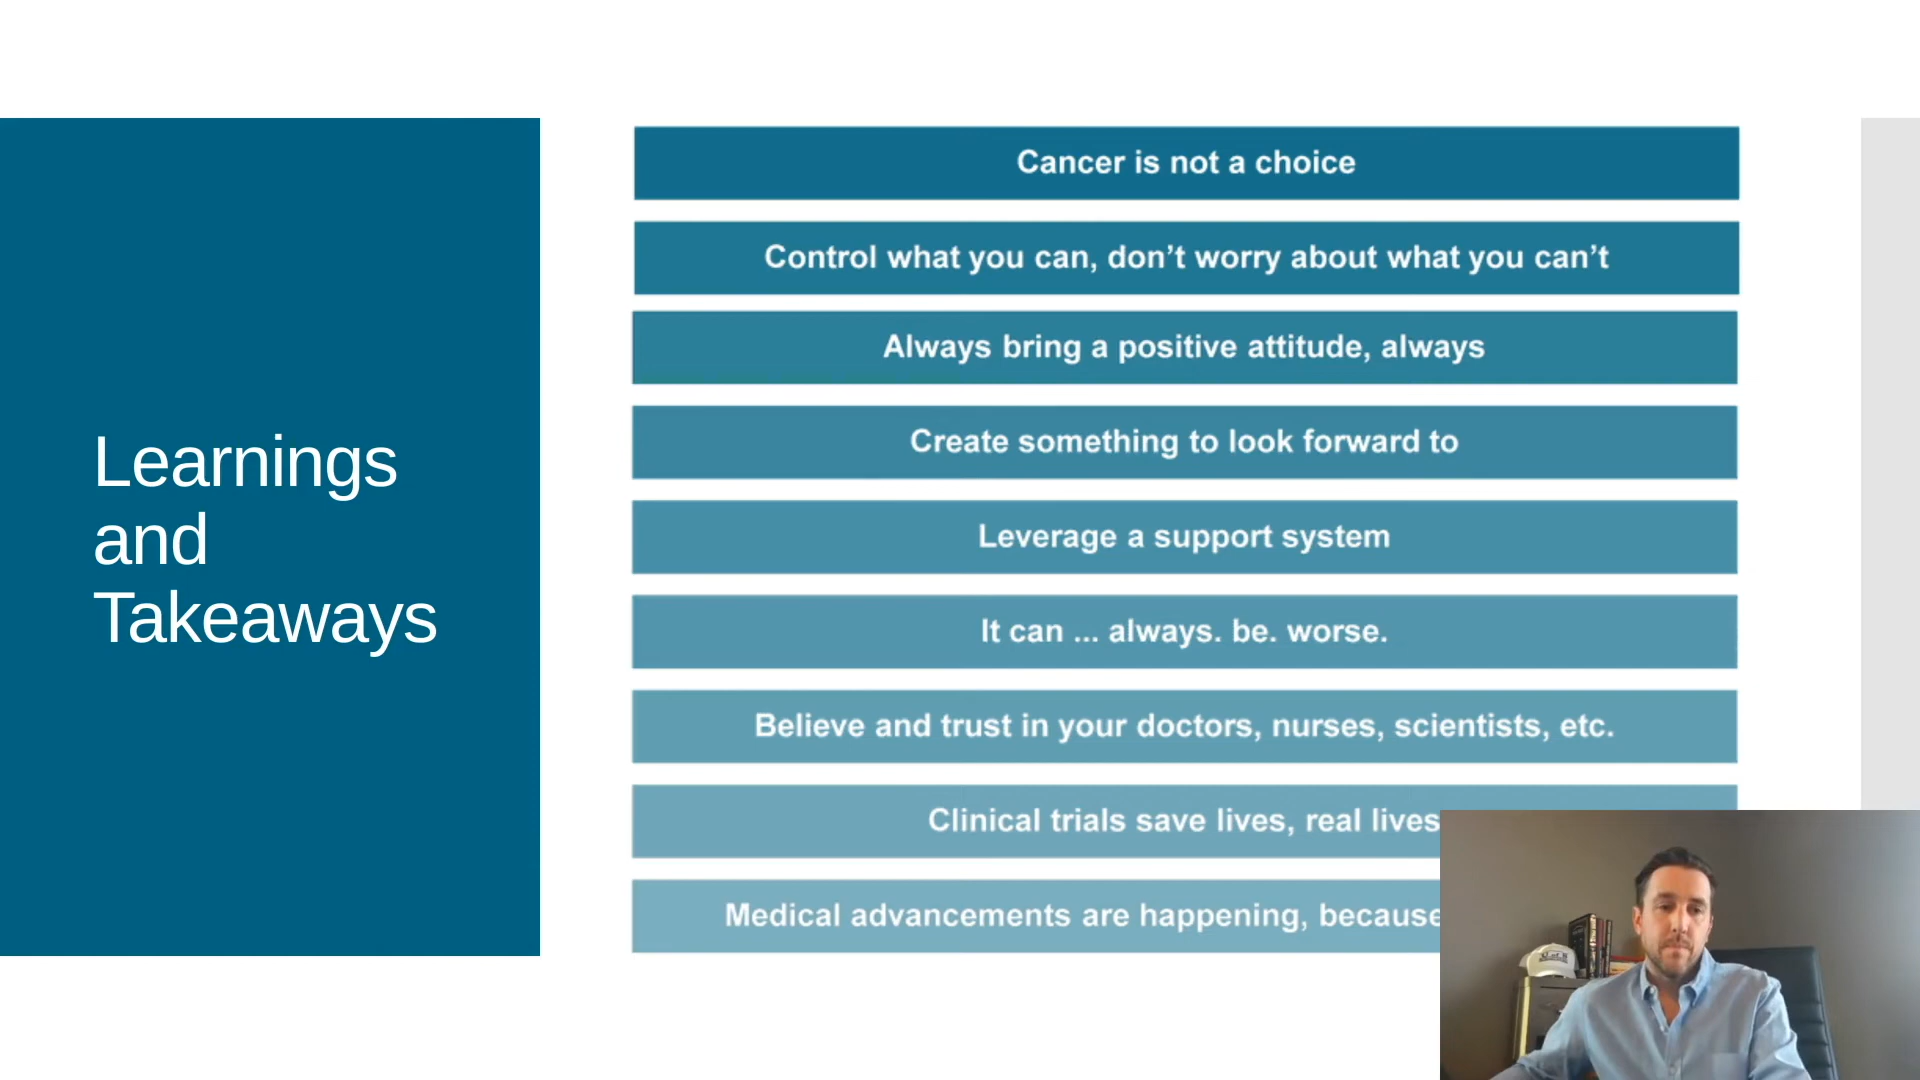 Learnings
and
Takeaways
Cancer is not a choice
Control what you can, don’t worry about what you can’t
Always bring a positive attitude, always
Create something to look forward to
Leverage a support system
It can ... always. be. worse.
Believe and trust in your doctors, nurses, scientists, etc.
Clinical trials save lives, real lives
Medical advancements are happening, because